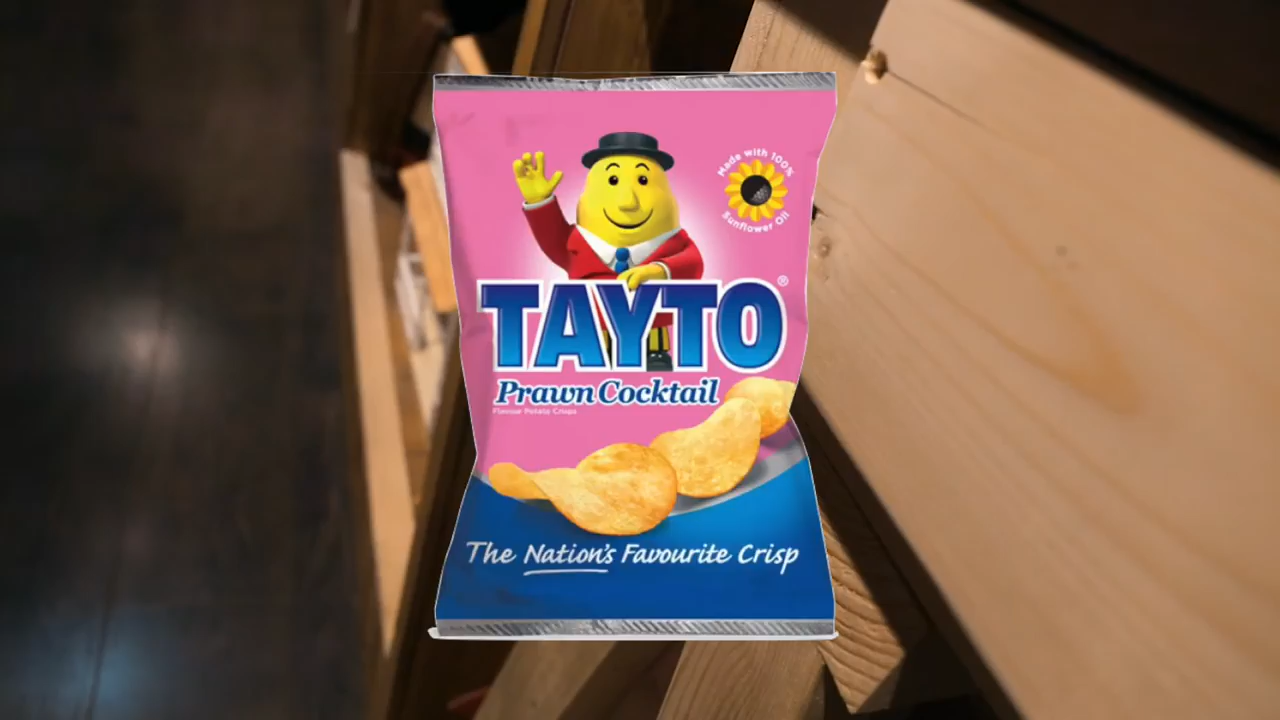 Made with 100%
Sunflower Oil
TAYTO®
Prawn Cocktail
Flavour Potato Crisps
The Nation's Favourite Crisp